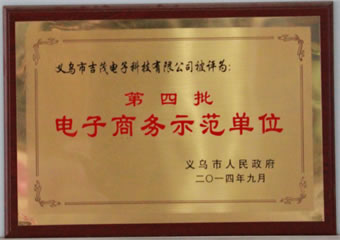 义乌市吉茂电子科技有限公司被评为:
第四批
电子商务示范单位
义乌市人民政府
二〇一四年九月